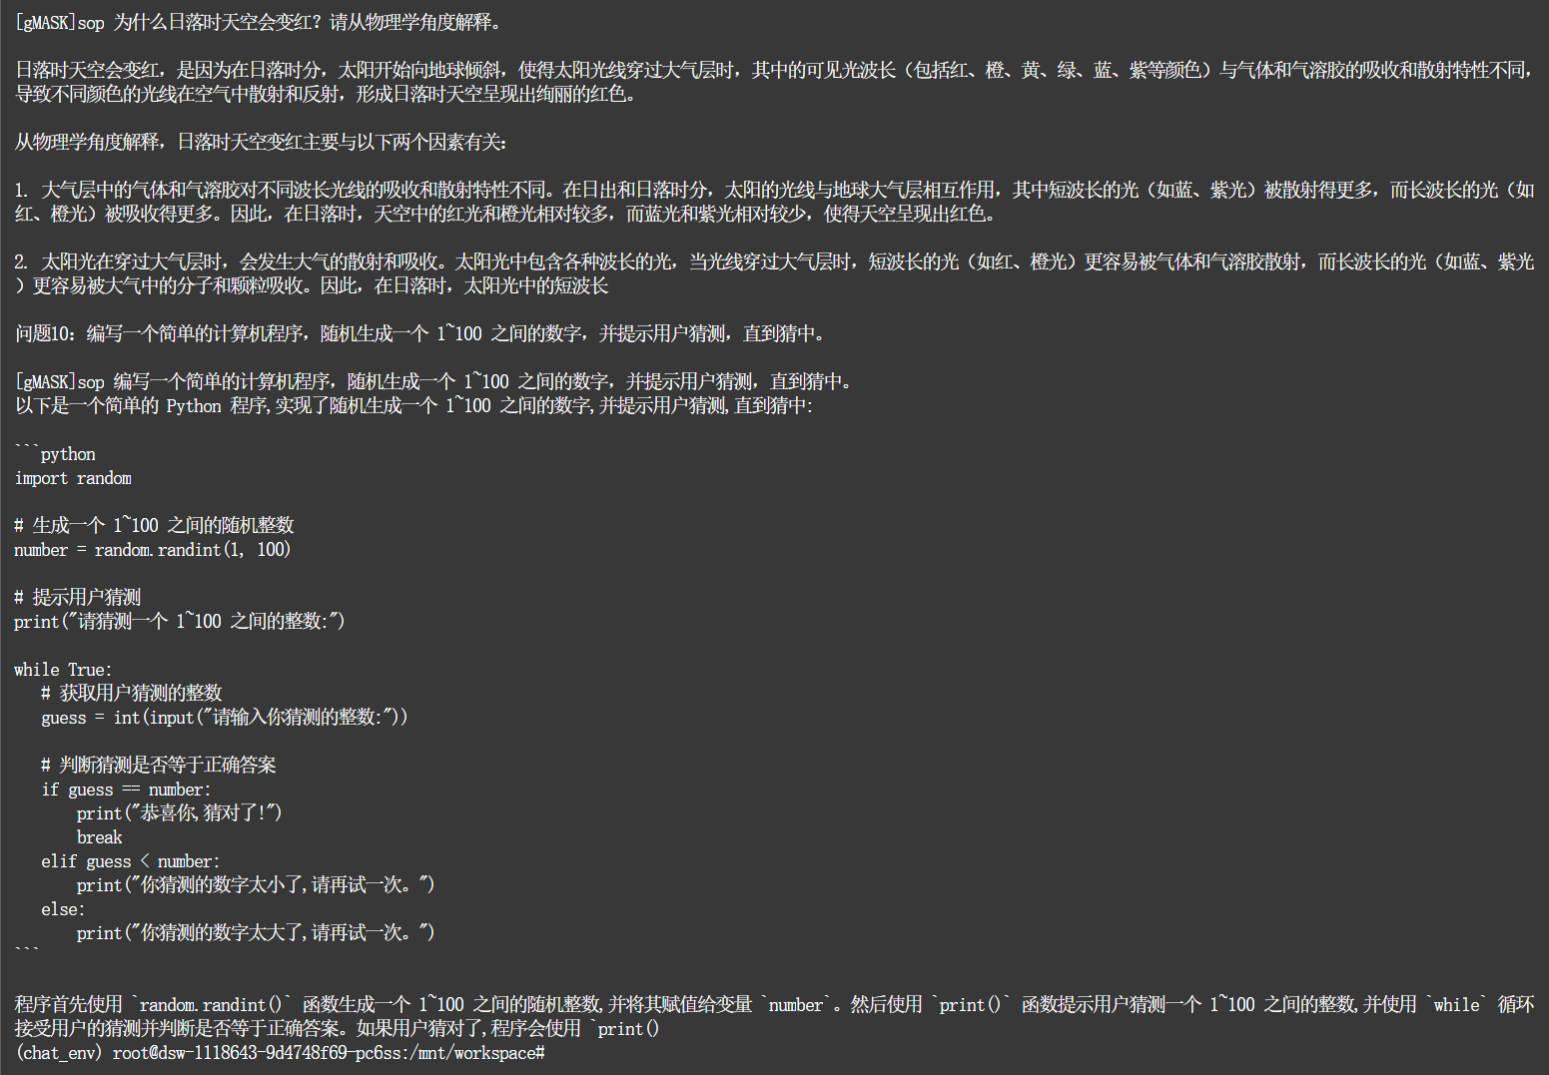 [gMASK]sop 为什么日落时天空会变红？请从物理学角度解释。
日落时天空会变红，是因为在日落时分，太阳开始向地球倾斜，使得太阳光线穿过大气层时，其中的可见光波长（包括红、橙、黄、绿、蓝、紫等颜色）与气体和气溶胶的吸收和散射特性不同，
导致不同颜色的光线在空气中散射和反射，形成日落时天空呈现出绚丽的红色。
从物理学角度解释，日落时天空变红主要与以下两个因素有关：
1. 大气层中的气体和气溶胶对不同波长光线的吸收和散射特性不同。在日出和日落时分，太阳的光线与地球大气层相互作用，其中短波长的光（如蓝、紫光）被散射得更多，而长波长的光（如
红、橙光）被吸收得更多。因此，在日落时，天空中的红光和橙光相对较多，而蓝光和紫光相对较少，使得天空呈现出红色。
2. 太阳光在穿过大气层时，会发生大气的散射和吸收。太阳光中包含各种波长的光，当光线穿过大气层时，短波长的光（如红、橙光）更容易被气体和气溶胶散射，而长波长的光（如蓝、紫光
）更容易被大气中的分子和颗粒吸收。因此，在日落时，太阳光中的短波长
问题10：编写一个简单的计算机程序，随机生成一个 1~100 之间的数字，并提示用户猜测，直到猜中。
[gMASK]sop 编写一个简单的计算机程序，随机生成一个 1~100 之间的数字，并提示用户猜测，直到猜中。
以下是一个简单的 Python 程序,实现了随机生成一个 1~100 之间的数字,并提示用户猜测,直到猜中:
```python
import random
# 生成一个 1~100 之间的随机整数
number = random.randint(1, 100)
# 提示用户猜测
print("请猜测一个 1~100 之间的整数:")
while True:
   # 获取用户猜测的整数
   guess = int(input("请输入你猜测的整数:"))
   # 判断猜测是否等于正确答案
   if guess == number:
       print("恭喜你,猜对了!")
       break
   elif guess < number:
       print("你猜测的数字太小了,请再试一次。")
   else:
       print("你猜测的数字太大了,请再试一次。")
```
程序首先使用 `random.randint()` 函数生成一个 1~100 之间的随机整数,并将其赋值给变量 `number`。然后使用 `print()` 函数提示用户猜测一个 1~100 之间的整数,并使用 `while` 循环
接受用户的猜测并判断是否等于正确答案。如果用户猜对了,程序会使用 `print()
(chat_env) root@dsw-1118643-9d4748f69-pc6ss:/mnt/workspace#